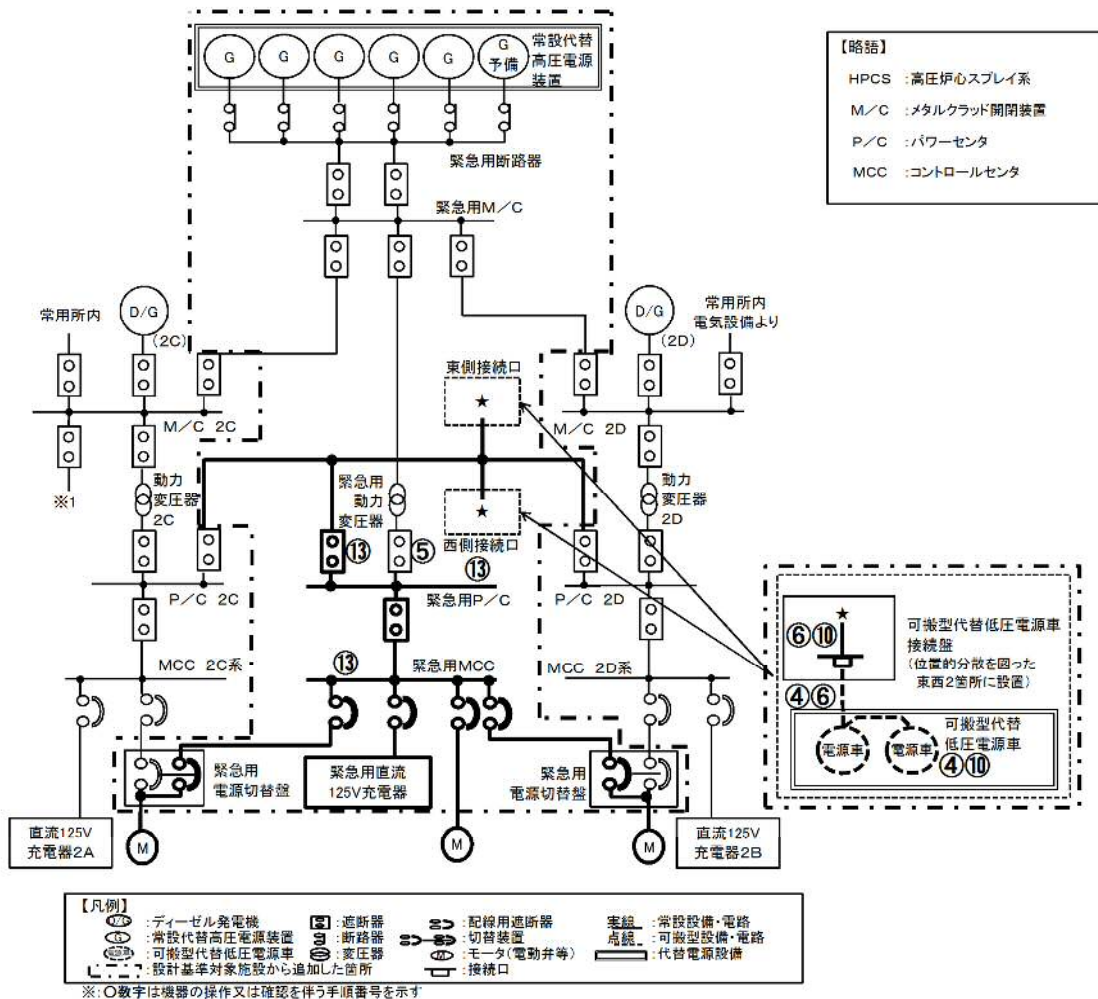 G
G
G
G
G
G
予備
常設代替
高圧電源
装置
【略語】
HPCS :高圧炉心スプレイ系
M/C :メタルクラッド開閉装置
P/C :パワーセンタ
MCC :コントロールセンタ
緊急用断路器
緊急用M/C
常用所内
D/G
(2C)
D/G
(2D)
常用所内
電気設備より
東側接続口
★
M/C 2C
M/C 2D
※1
動力
変圧器
2C
緊急用
動力
変圧器
★
西側接続口
⑬
動力
変圧器
2D
⑬
⑤
P/C 2C
緊急用P/C
P/C 2D
★
⑥⑩
可搬型代替低圧電源車
接続盤
(位置的分散を図った
東西2箇所に設置)
④⑥
電源車
電源車
可搬型代替
低圧電源車
④⑩
MCC 2C系
⑬
緊急用MCC
MCC 2D系
緊急用
電源切替盤
緊急用直流
125V充電器
緊急用
電源切替盤
直流125V
充電器2A
M
M
M
直流125V
充電器2B
【凡例】
D/G :ディーゼル発電機 :遮断器 :配線用遮断器 実線 :常設設備・電路
G :常設代替高圧電源装置 :断路器 :切替装置 点線 :可搬型設備・電路
電源車 :可搬型代替低圧電源車 :変圧器 M :モータ(電動弁等) :代替電源設備
:設計基準対象施設から追加した箇所 :接続口
※:○数字は機器の操作又は確認を伴う手順番号を示す